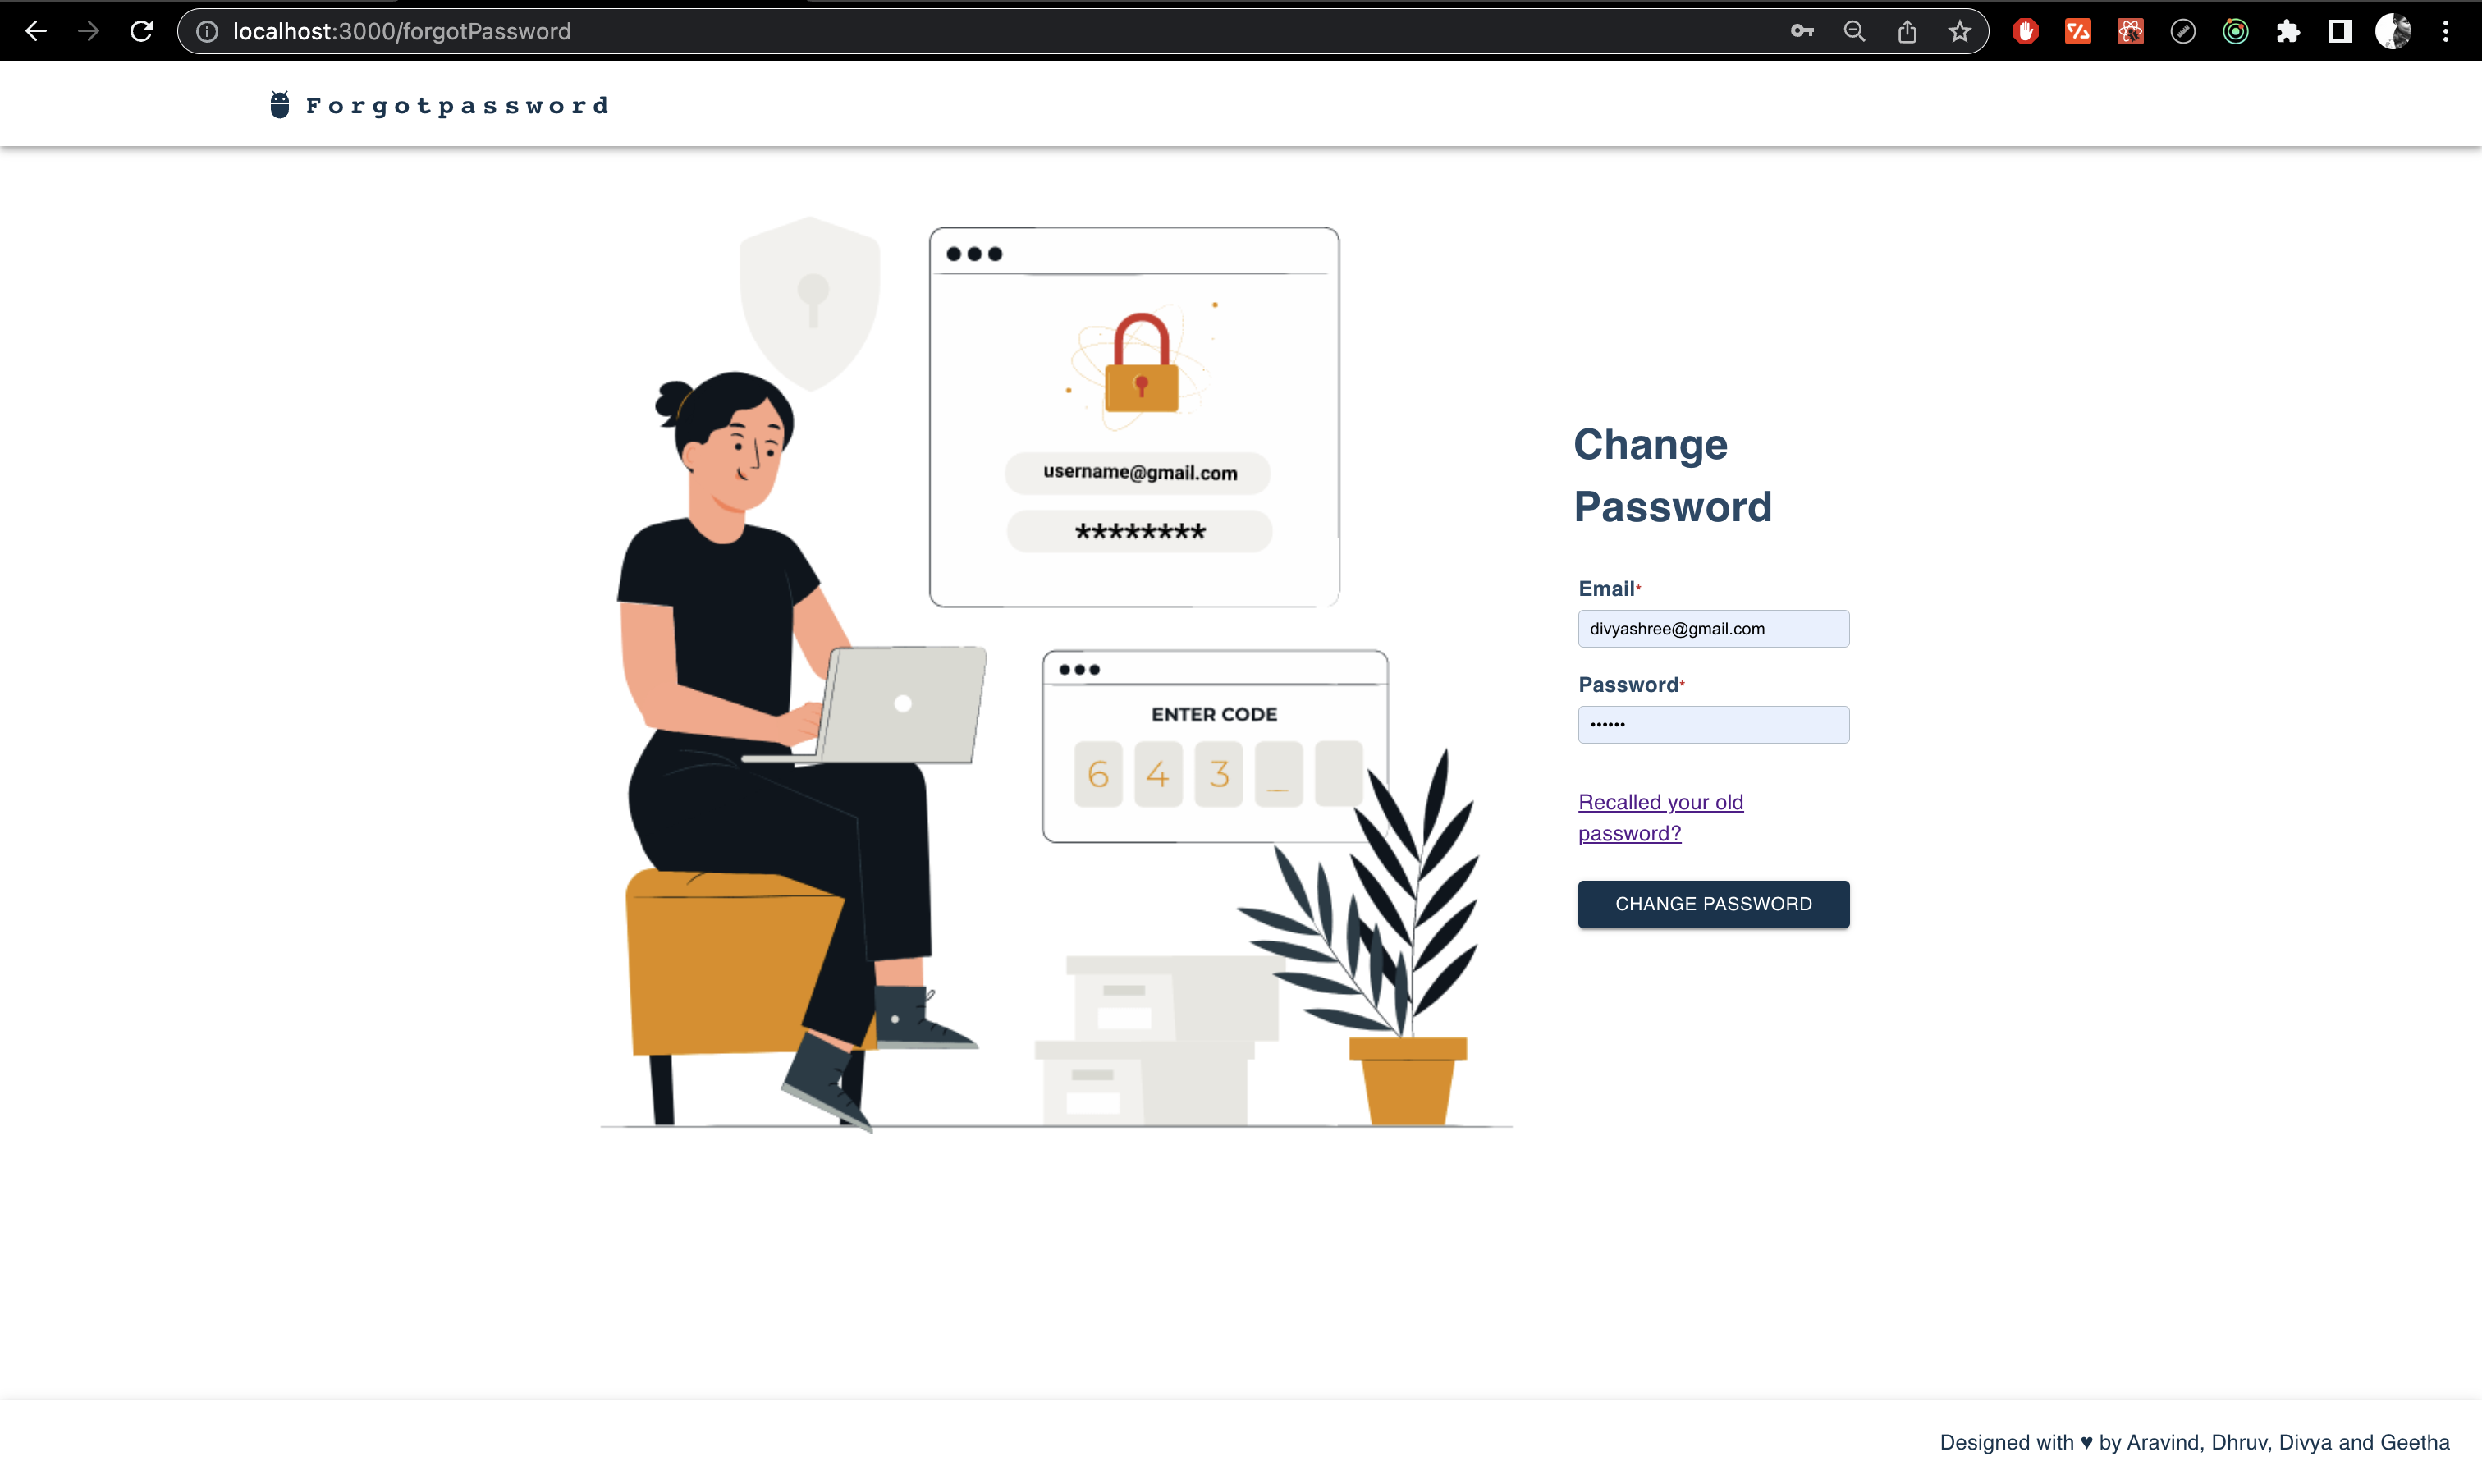 localhost:3000/forgotPassword
Forgotpassword
username@gmail.com
********
ENTER CODE
6 4 3 _
Change
Password
Email*
divyashree@gmail.com
Password*
••••••
Recalled your old
password?
CHANGE PASSWORD
Designed with ♥ by Aravind, Dhruv, Divya and Geetha